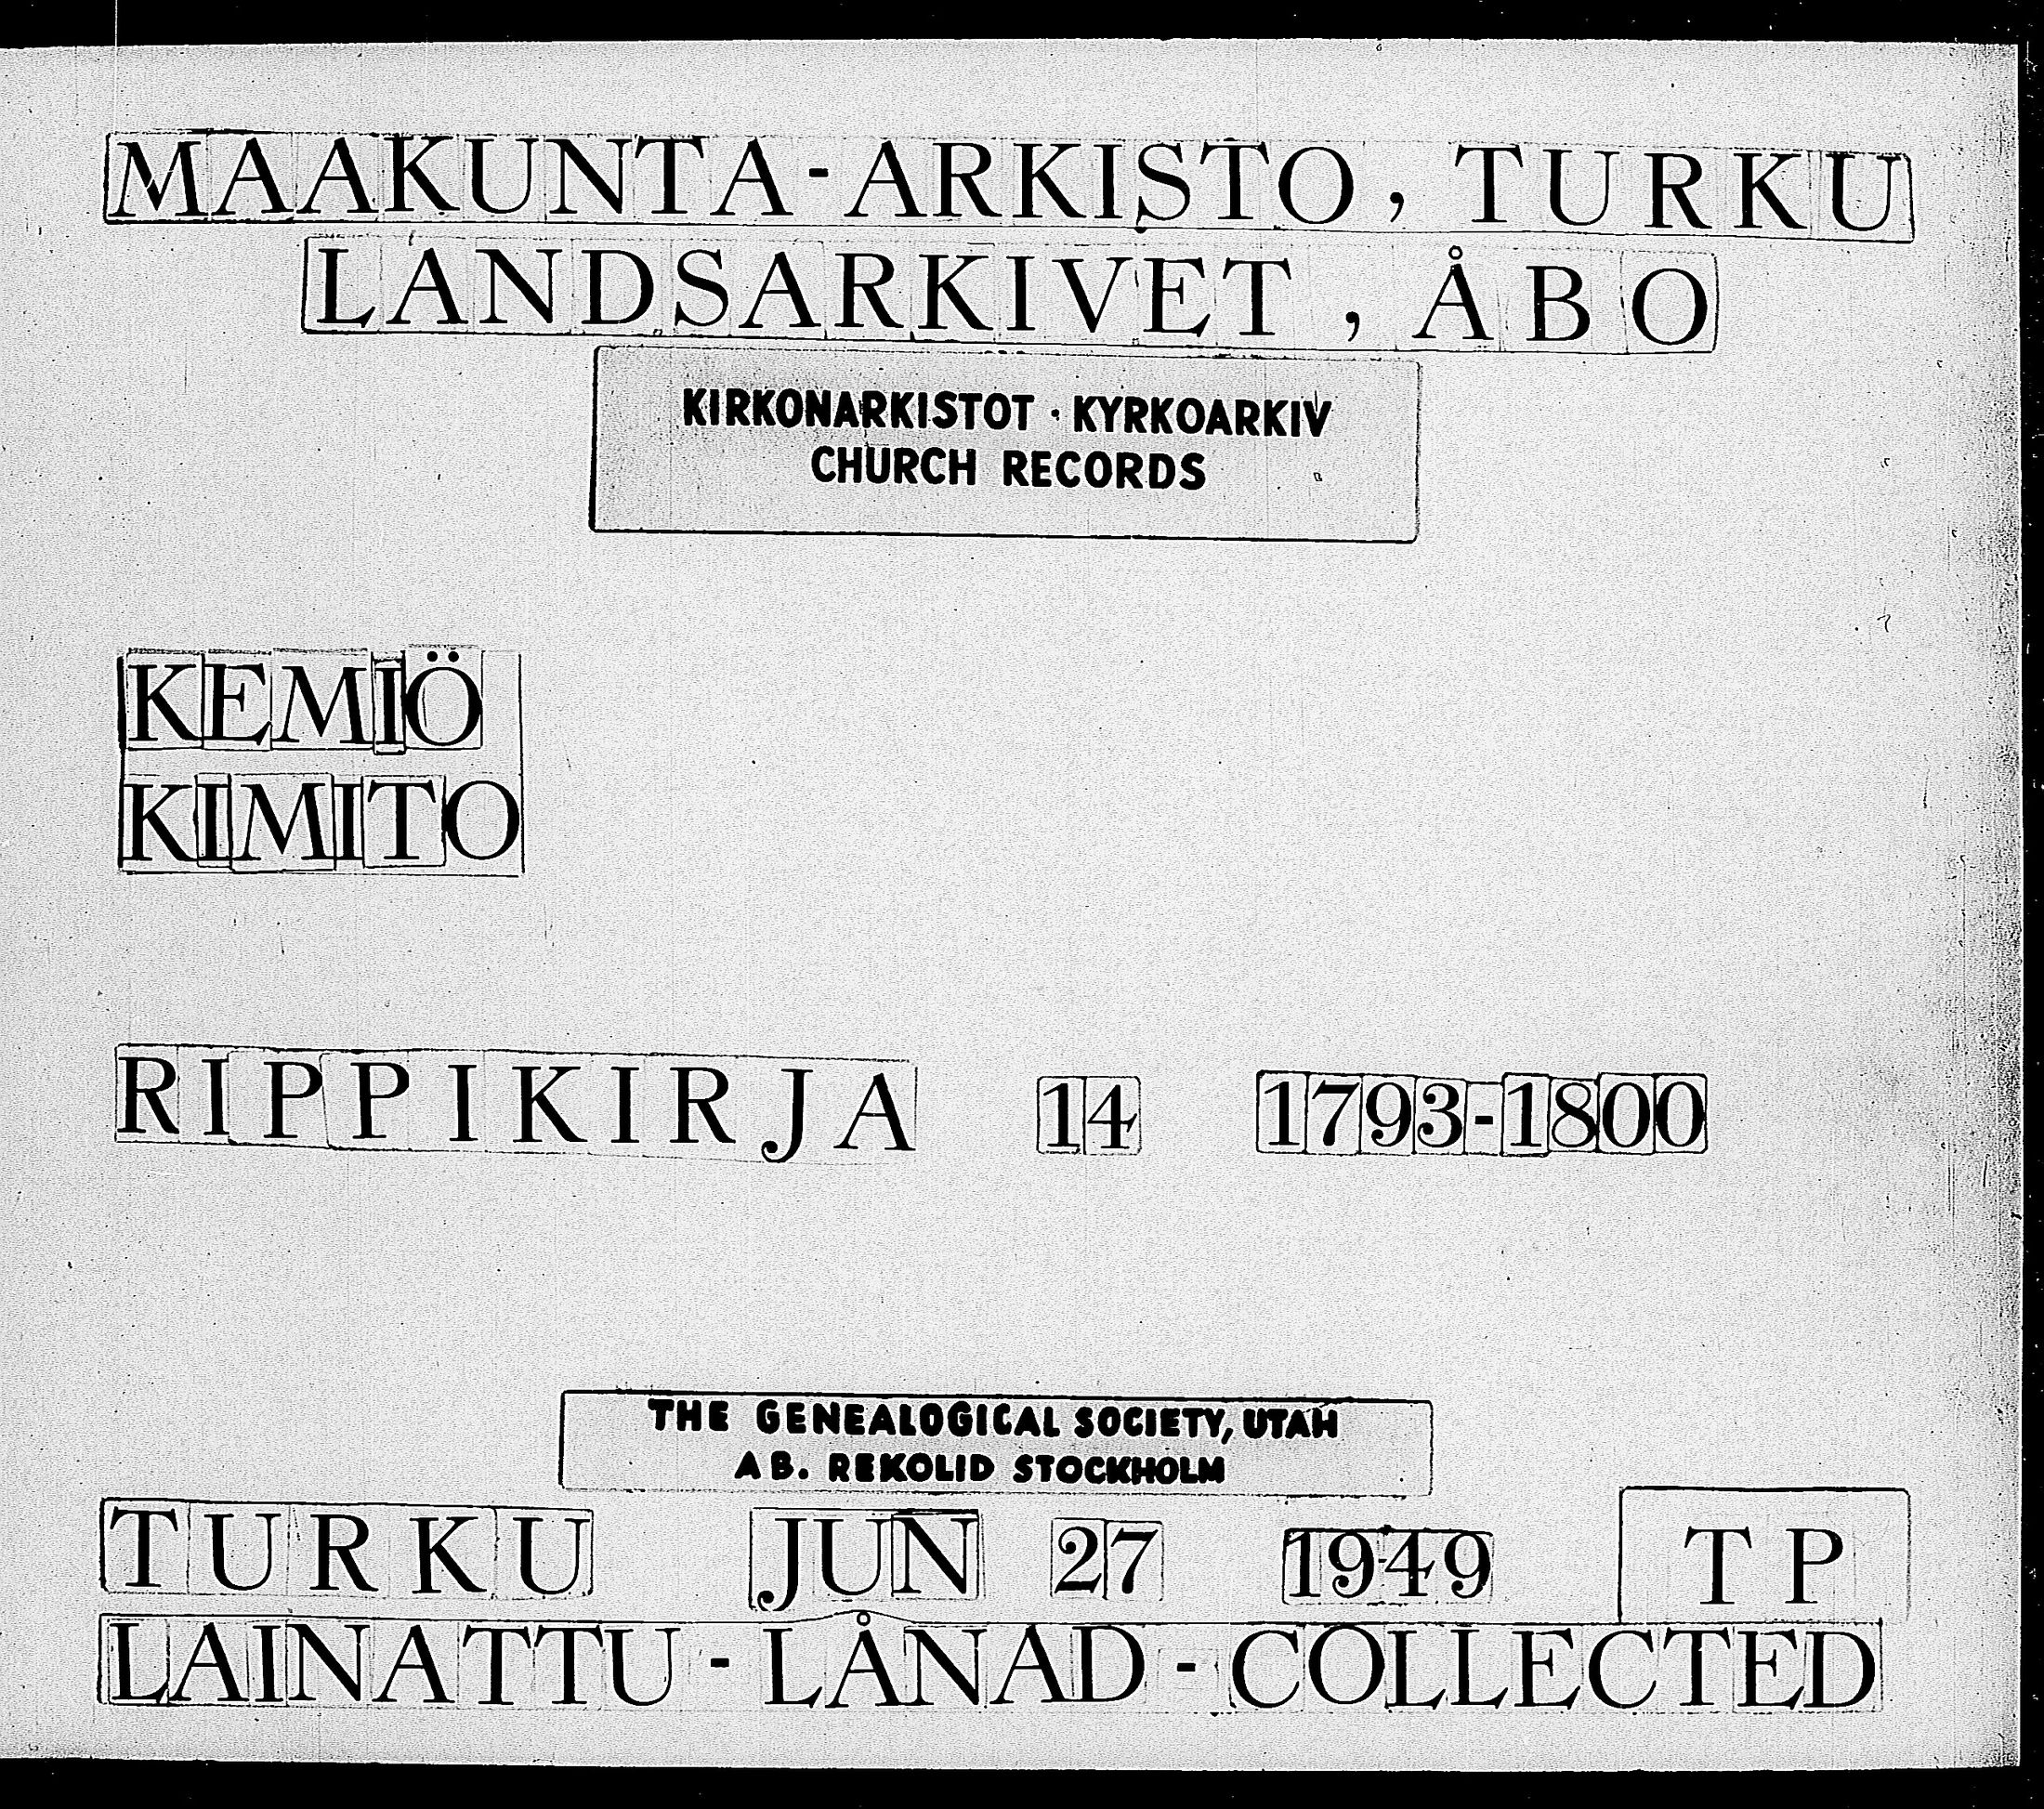 MAAKUNTA-ARKISTO, TURKU
LANDSARKIVET, ÅBO
KIRKONARKISTOT · KYRKOARKIV
CHURCH RECORDS
KEMIÖ
KIMITO
RIPPIKIRJA 14 1793-1800
THE GENEALOGICAL SOCIETY, UTAH
AB. REKOLID STOCKHOLM
TURKU JUN 27 1949 TP
LAINATTU - LÅNAD - COLLECTED